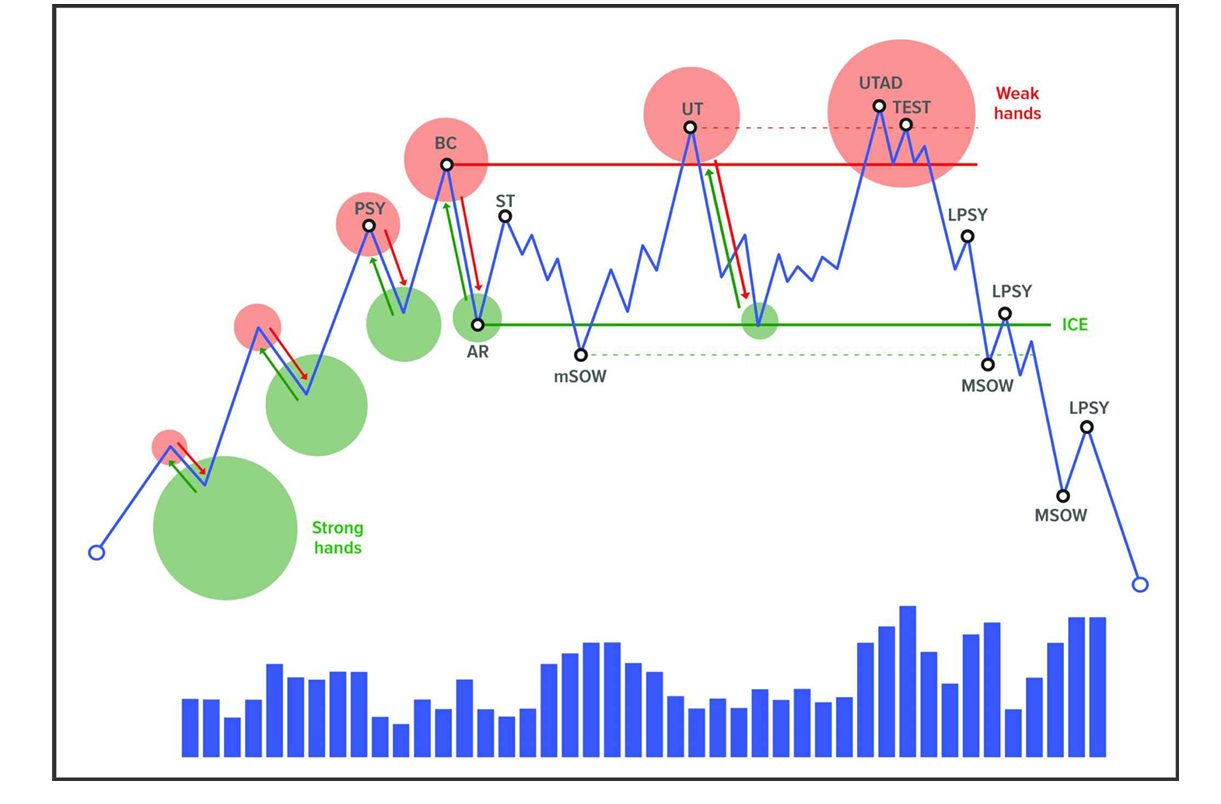 UTAD
Weak
hands
TEST
UT
BC
PSY
ST
LPSY
LPSY
ICE
AR
mSOW
MSOW
LPSY
MSOW
Strong
hands